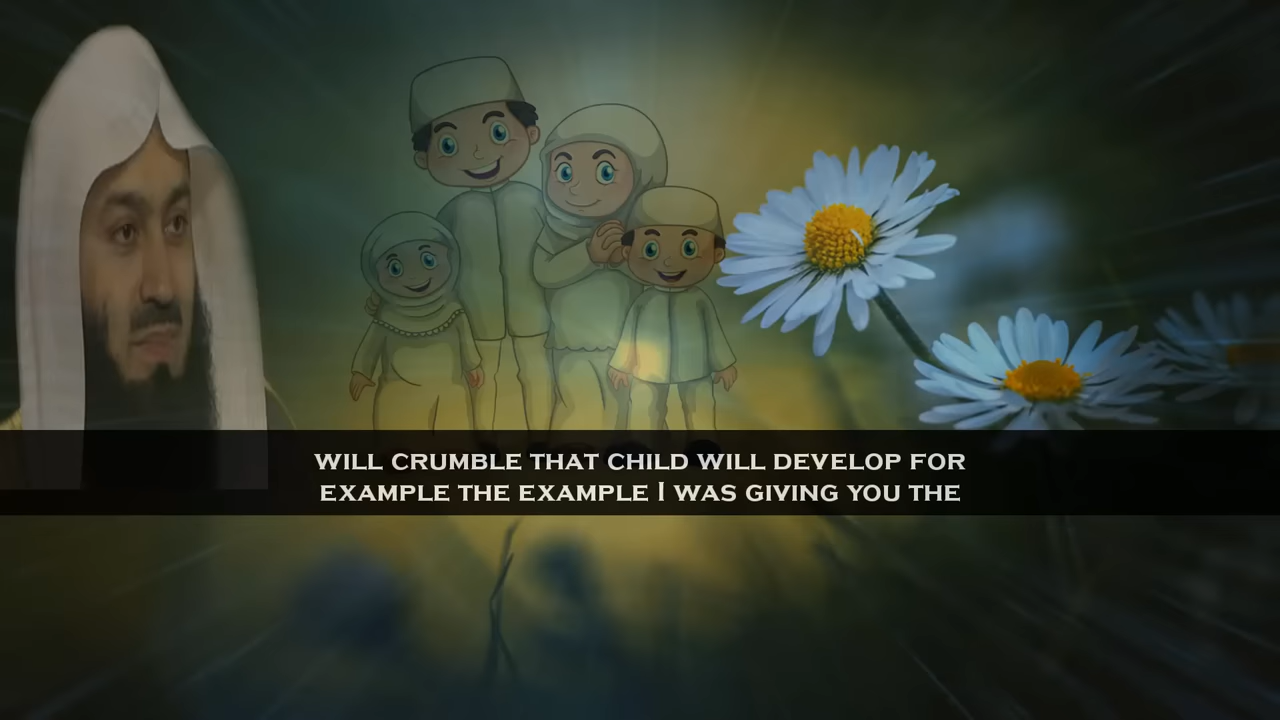 WILL CRUMBLE THAT CHILD WILL DEVELOP FOR
EXAMPLE THE EXAMPLE I WAS GIVING YOU THE